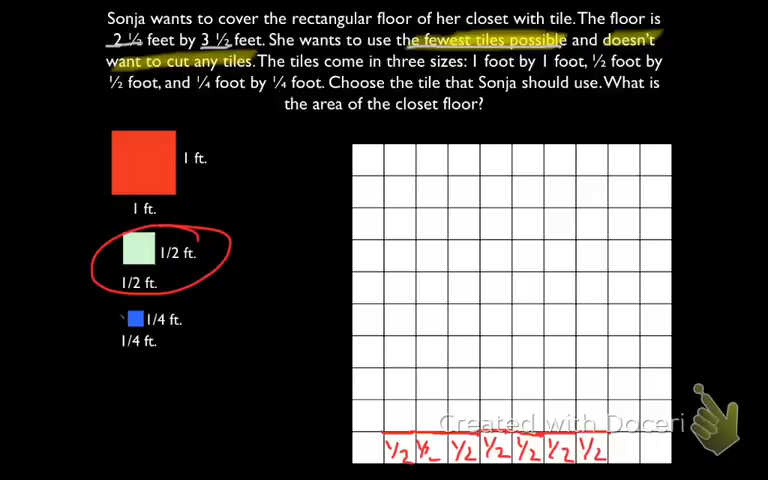 Sonja wants to cover the rectangular floor of her closet with tile. The floor is
2 ½ feet by 3 ½ feet. She wants to use the fewest tiles possible and doesn't
want to cut any tiles. The tiles come in three sizes: 1 foot by 1 foot, ½ foot by
½ foot, and ¼ foot by ¼ foot. Choose the tile that Sonja should use. What is
the area of the closet floor?
1 ft.
1 ft.
1/2 ft.
1/2 ft.
1/4 ft.
1/4 ft.
Created with Doceri
½ ½ ½ ½ ½ ½ ½